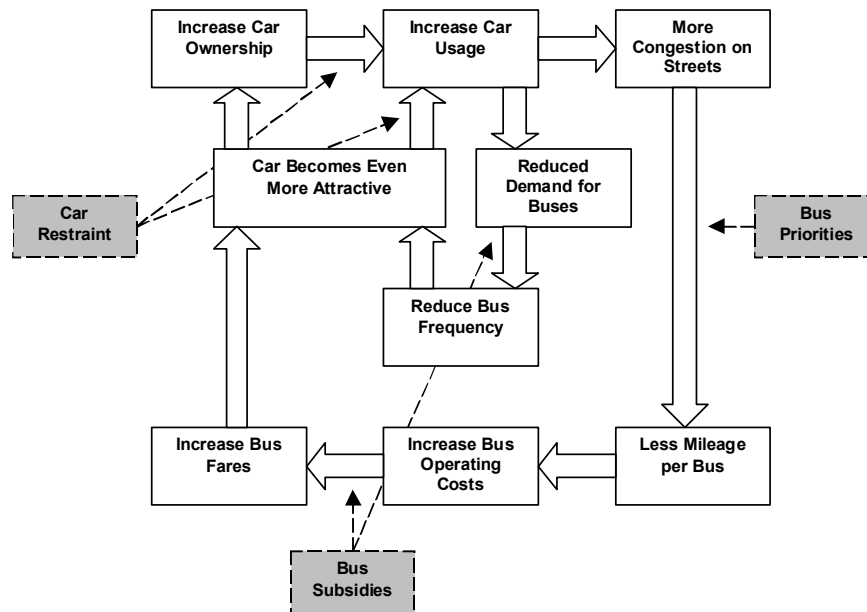 Increase Car
Ownership
Increase Car
Usage
More
Congestion on
Streets
Car Becomes Even
More Attractive
Reduced
Demand for
Buses
Car
Restraint
Bus
Priorities
Reduce Bus
Frequency
Increase Bus
Fares
Increase Bus
Operating
Costs
Less Mileage
per Bus
Bus
Subsidies